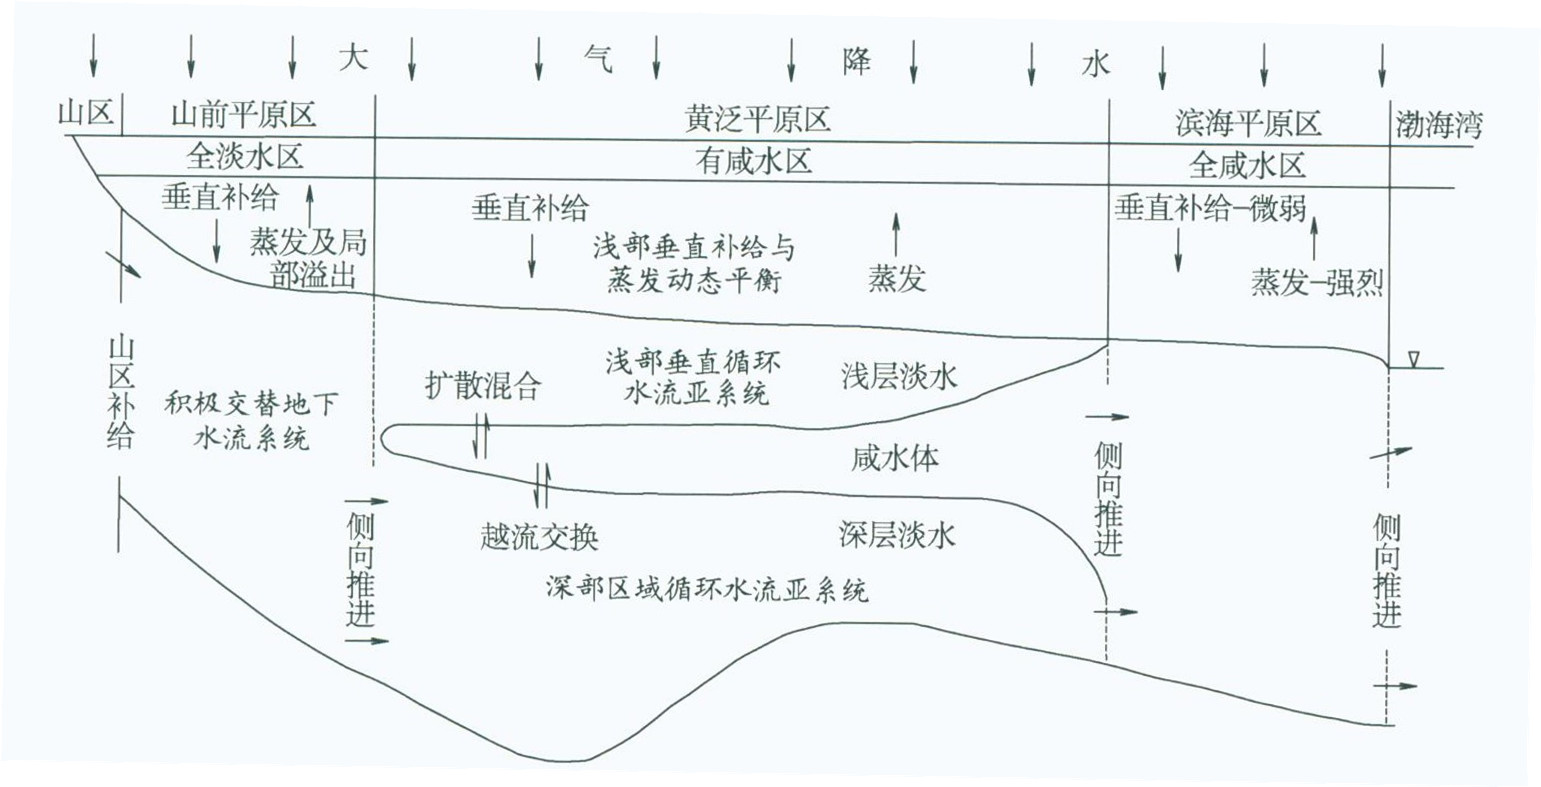 大 气 降 水
山区 山前平原区 黄泛平原区 滨海平原区 渤海湾
全淡水区 有咸水区 全咸水区
垂直补给
蒸发及局
部溢出
垂直补给
浅部垂直补给与
蒸发动态平衡
蒸发
垂直补给–微弱
蒸发–强烈
山区补给
积极交替地下
水流系统
扩散混合
浅部垂直循环
水流亚系统
浅层淡水
咸水体
越流交换
深层淡水
深部区域循环水流亚系统
侧向推进
侧向推进
侧向推进